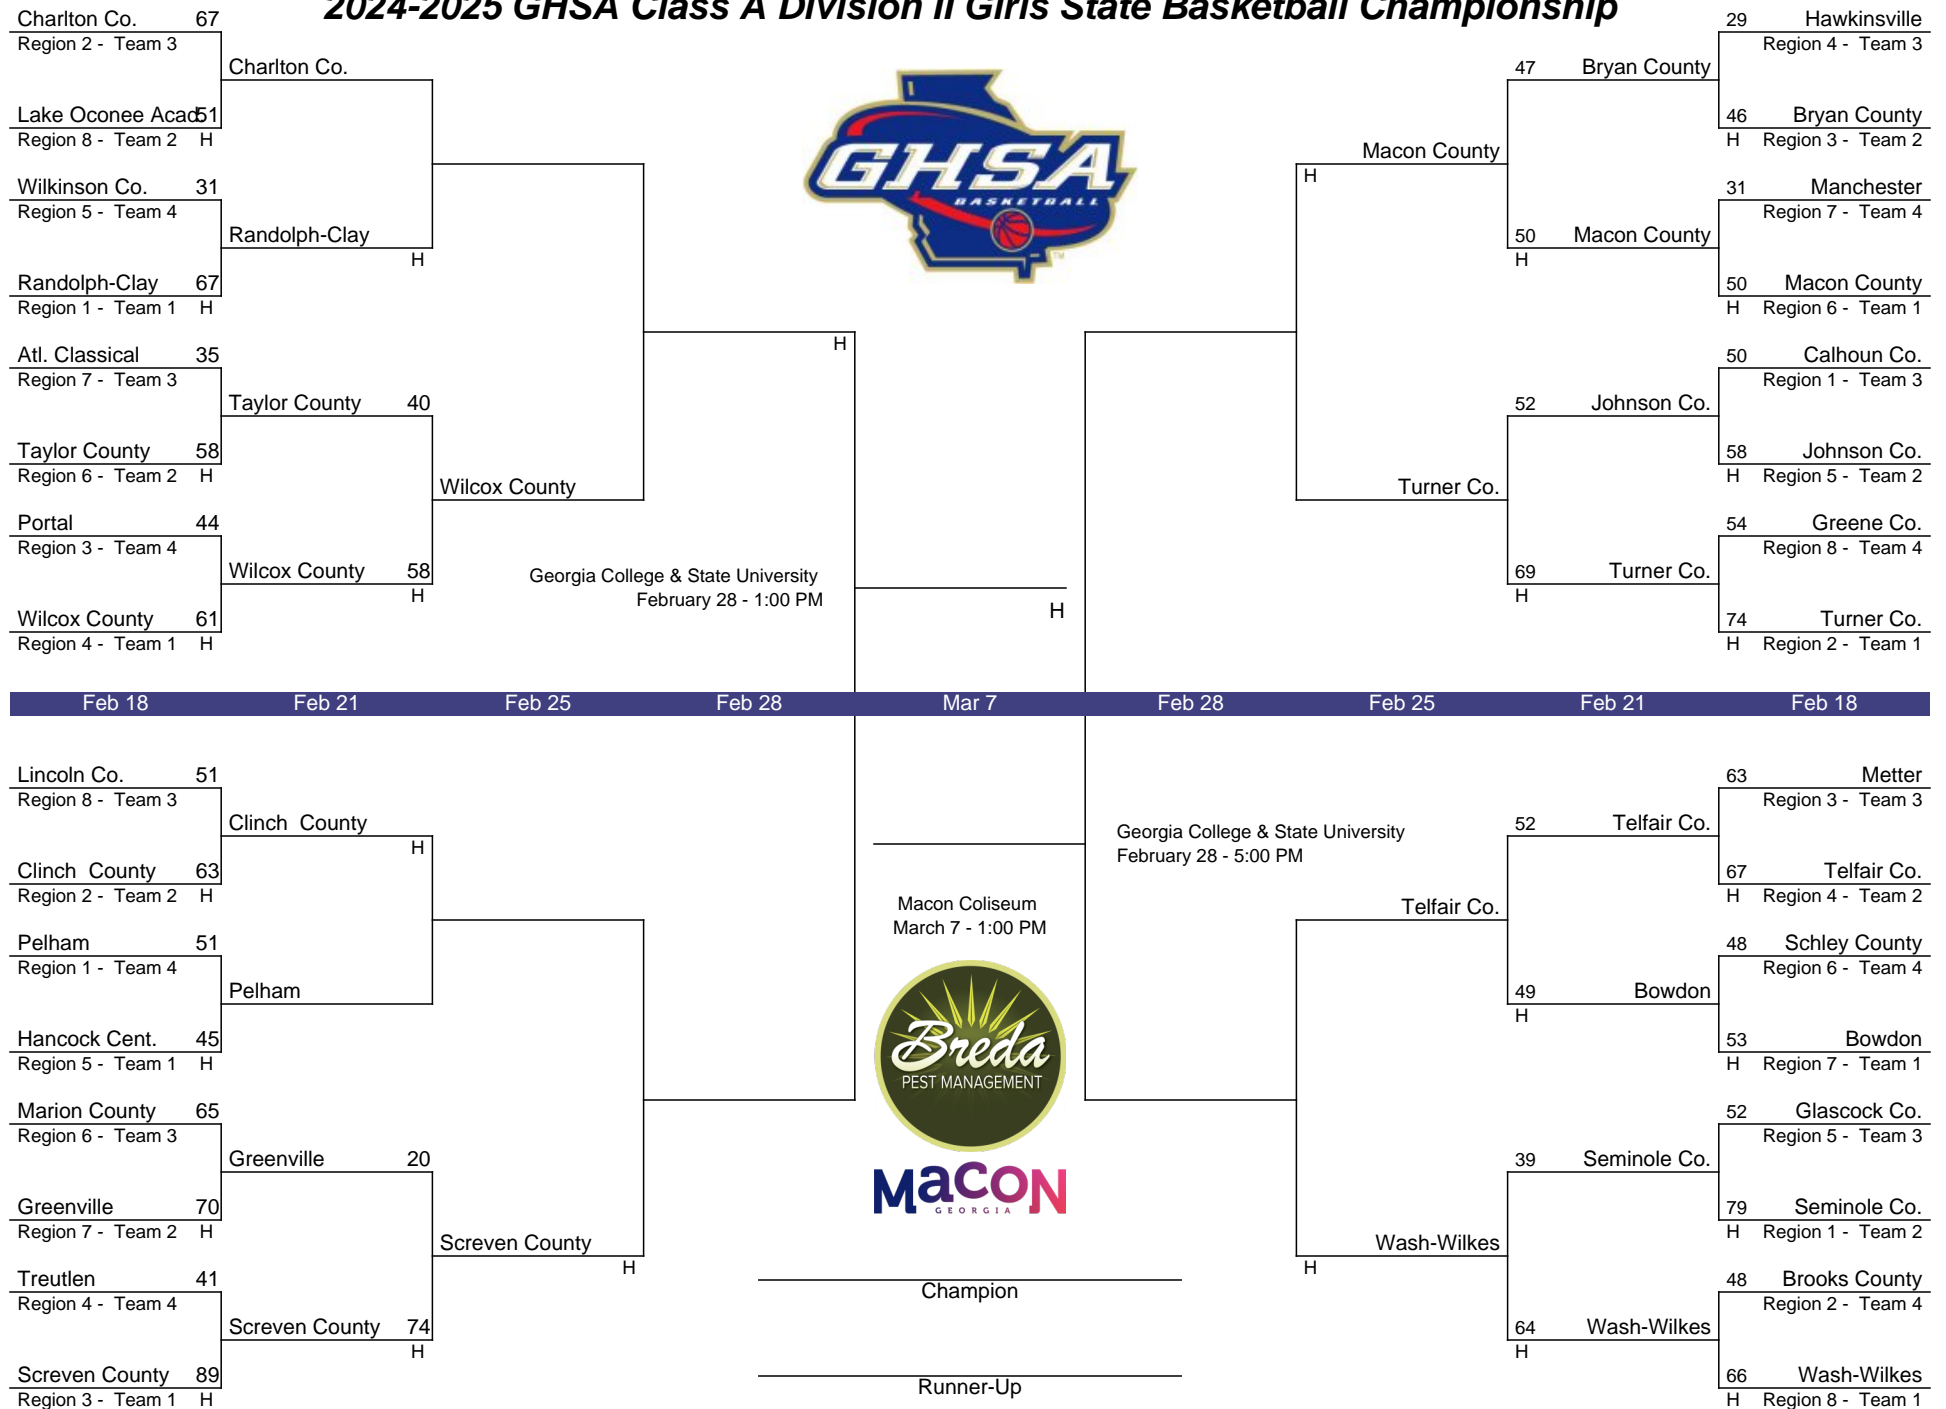 2024-2025 GHSA Class A Division II Girls State Basketball Championship
Charlton Co. 67
Region 2 - Team 3
Charlton Co.
Lake Oconee Acad 51
Region 8 - Team 2 H
Wilkinson Co. 31
Region 5 - Team 4
Randolph-Clay
H
Randolph-Clay 67
Region 1 - Team 1 H
Atl. Classical 35
Region 7 - Team 3
Taylor County 40
Taylor County 58
Region 6 - Team 2 H
Wilcox County
Portal 44
Region 3 - Team 4
Wilcox County 58
H
Wilcox County 61
Region 4 - Team 1 H
H
Georgia College & State University
February 28 - 1:00 PM
H
GHSA
BASKETBALL
TM
29 Hawkinsville
Region 4 - Team 3
47 Bryan County
46 Bryan County
H Region 3 - Team 2
Macon County
H
31 Manchester
Region 7 - Team 4
50 Macon County
H
50 Macon County
H Region 6 - Team 1
50 Calhoun Co.
Region 1 - Team 3
52 Johnson Co.
58 Johnson Co.
H Region 5 - Team 2
Turner Co.
54 Greene Co.
Region 8 - Team 4
69 Turner Co.
H
74 Turner Co.
H Region 2 - Team 1
Feb 18 Feb 21 Feb 25 Feb 28 Mar 7 Feb 28 Feb 25 Feb 21 Feb 18
Lincoln Co. 51
Region 8 - Team 3
Clinch County
H
Clinch County 63
Region 2 - Team 2 H
Pelham 51
Region 1 - Team 4
Pelham
Hancock Cent. 45
Region 5 - Team 1 H
Marion County 65
Region 6 - Team 3
Greenville 20
Greenville 70
Region 7 - Team 2 H
Screven County
H
Treutlen 41
Region 4 - Team 4
Screven County 74
H
Screven County 89
Region 3 - Team 1 H
Georgia College & State University
February 28 - 5:00 PM
Macon Coliseum
March 7 - 1:00 PM
Breda
PEST MANAGEMENT
MACON
GEORGIA
Champion
Runner-Up
63 Metter
Region 3 - Team 3
52 Telfair Co.
67 Telfair Co.
H Region 4 - Team 2
Telfair Co.
48 Schley County
Region 6 - Team 4
49 Bowdon
H
53 Bowdon
H Region 7 - Team 1
52 Glascock Co.
Region 5 - Team 3
39 Seminole Co.
79 Seminole Co.
H Region 1 - Team 2
Wash-Wilkes
H
48 Brooks County
Region 2 - Team 4
64 Wash-Wilkes
H
66 Wash-Wilkes
H Region 8 - Team 1